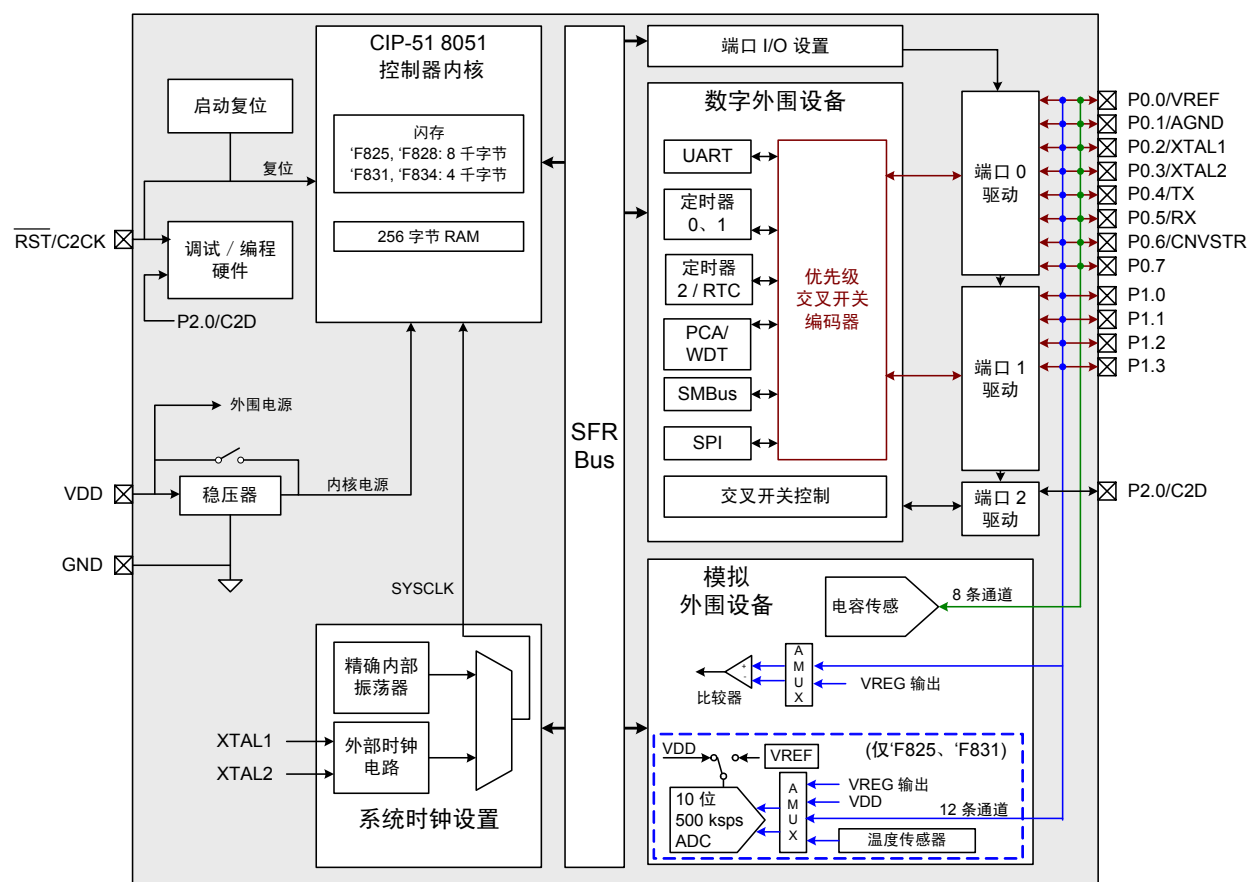 CIP-51 8051
控制器内核
闪存
‘F825, ‘F828: 8 千字节
‘F831, ‘F834: 4 千字节
256 字节 RAM
启动复位
复位
RST/C2CK
调试 / 编程
硬件
P2.0/C2D
外围电源
VDD
稳压器
内核电源
GND
SYSCLK
精确内部
振荡器
XTAL1
XTAL2
外部时钟
电路
系统时钟设置
SFR
Bus
端口 I/O 设置
数字外围设备
UART
定时器
0、1
定时器
2 / RTC
PCA/
WDT
SMBus
SPI
优先级
交叉开关
编码器
交叉开关控制
端口 0
驱动
端口 1
驱动
端口 2
驱动
P0.0/VREF
P0.1/AGND
P0.2/XTAL1
P0.3/XTAL2
P0.4/TX
P0.5/RX
P0.6/CNVSTR
P0.7
P1.0
P1.1
P1.2
P1.3
P2.0/C2D
模拟
外围设备
电容传感
8 条通道
+
-
比较器
AMUX
VREG 输出
(仅‘F825、‘F831)
VDD
VREF
10 位
500 ksps
ADC
AMUX
VREG 输出
VDD
12 条通道
温度传感器